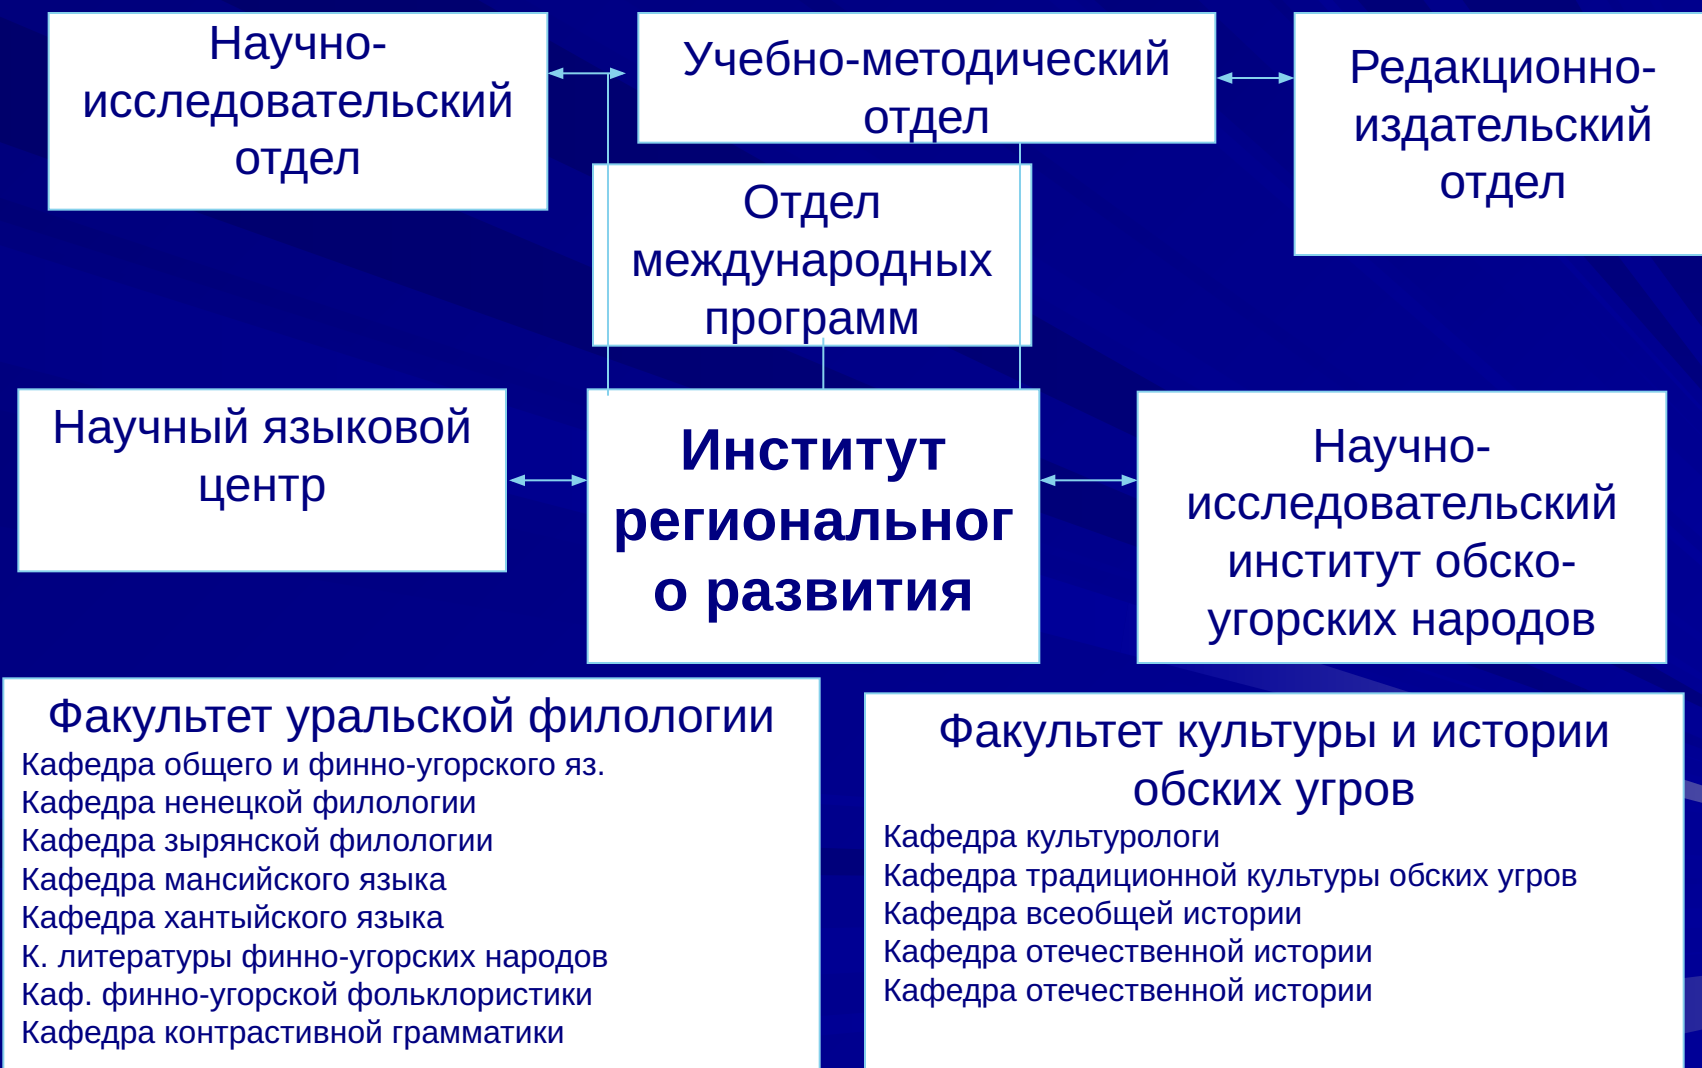 Научно-
исследовательский
отдел
Учебно-методический
отдел
Редакционно-
издательский
отдел
Отдел
международных
программ
Научный языковой
центр
Институт
региональног
о развития
Научно-
исследовательский
институт обско-
угорских народов
Факультет уральской филологии
Кафедра общего и финно-угорского яз.
Кафедра ненецкой филологии
Кафедра зырянской филологии
Кафедра мансийского языка
Кафедра хантыйского языка
К. литературы финно-угорских народов
Каф. финно-угорской фольклористики
Кафедра контрастивной грамматики
Факультет культуры и истории
обских угров
Кафедра культурологи
Кафедра традиционной культуры обских угров
Кафедра всеобщей истории
Кафедра отечественной истории
Кафедра отечественной истории